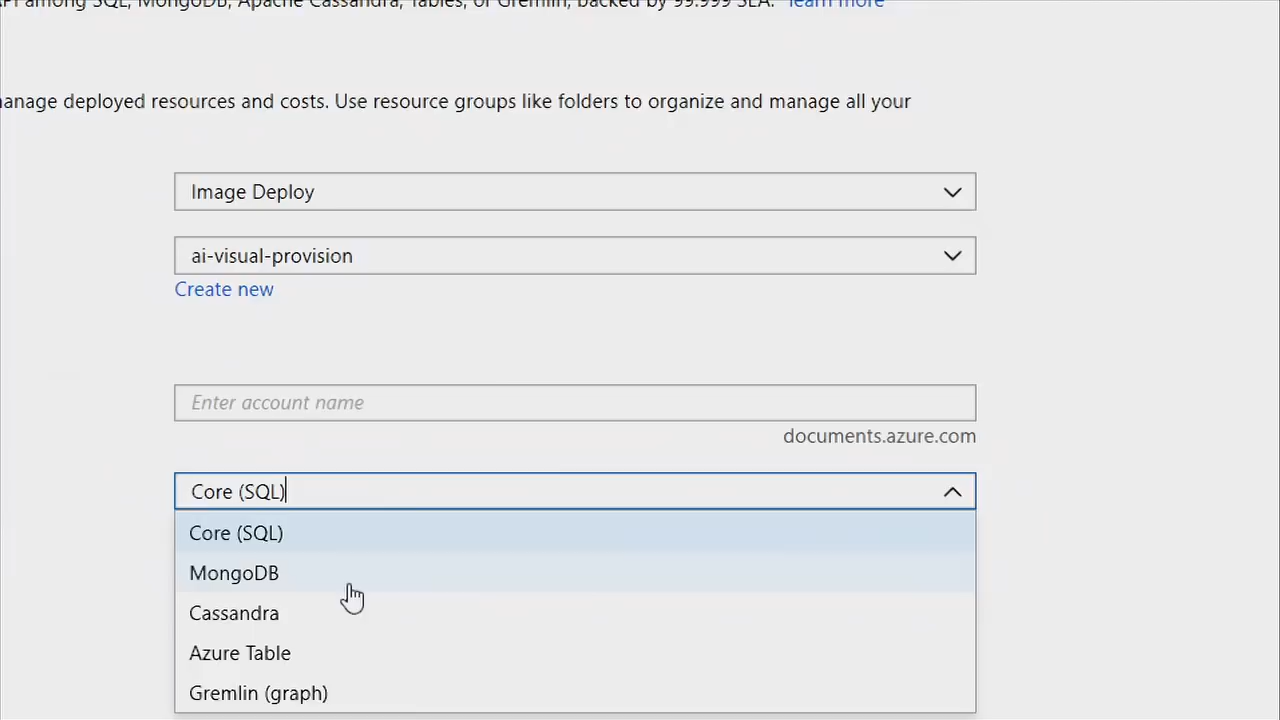 API among SQL, MongoDB, Apache Cassandra, Tables, or Gremlin, backed by 99.999 SLA. learn more
manage deployed resources and costs. Use resource groups like folders to organize and manage all your
Image Deploy
ai-visual-provision
Create new
Enter account name
documents.azure.com
Core (SQL)
Core (SQL)
MongoDB
Cassandra
Azure Table
Gremlin (graph)